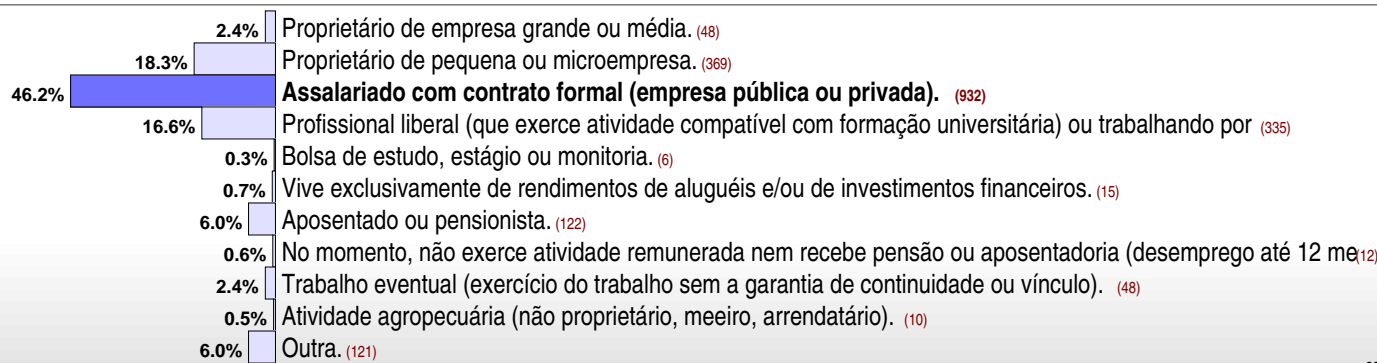 2.4% Proprietário de empresa grande ou média. (48)
18.3% Proprietário de pequena ou microempresa. (369)
46.2% Assalariado com contrato formal (empresa pública ou privada). (932)
16.6% Profissional liberal (que exerce atividade compatível com formação universitária) ou trabalhando por (335)
0.3% Bolsa de estudo, estágio ou monitoria. (6)
0.7% Vive exclusivamente de rendimentos de aluguéis e/ou de investimentos financeiros. (15)
6.0% Aposentado ou pensionista. (122)
0.6% No momento, não exerce atividade remunerada nem recebe pensão ou aposentadoria (desemprego até 12 me(12)
2.4% Trabalho eventual (exercício do trabalho sem a garantia de continuidade ou vínculo). (48)
0.5% Atividade agropecuária (não proprietário, meeiro, arrendatário). (10)
6.0% Outra. (121)